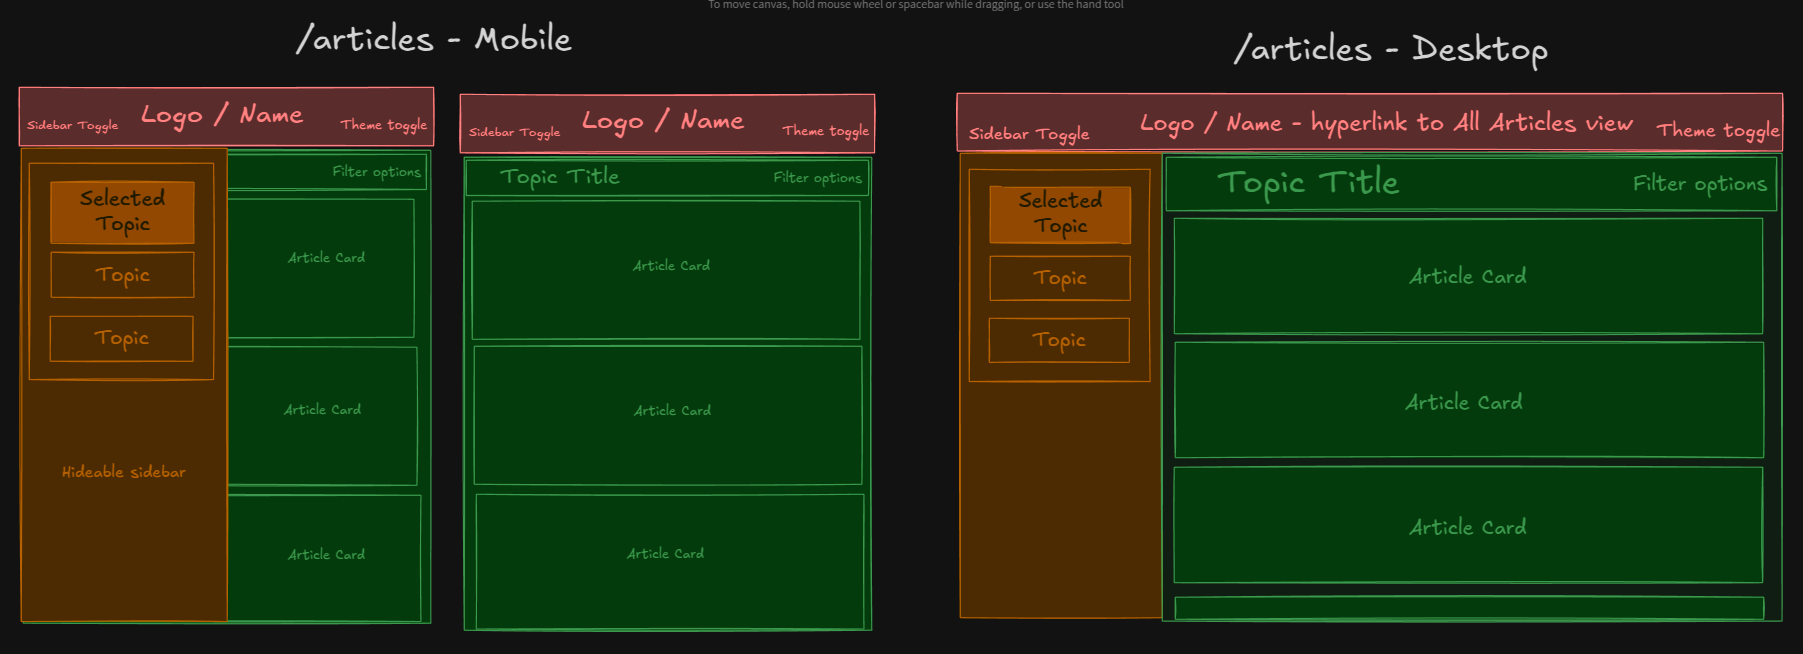 To move canvas, hold mouse wheel or spacebar while dragging, or use the hand tool
/articles - Mobile
Sidebar Toggle
Logo / Name
Theme toggle
Selected
Topic
Topic
Topic
Hideable sidebar
Filter options
Article Card
Article Card
Article Card
Sidebar Toggle
Logo / Name
Theme toggle
Topic Title
Filter options
Article Card
Article Card
Article Card
/articles - Desktop
Sidebar Toggle
Logo / Name - hyperlink to All Articles view
Theme toggle
Selected
Topic
Topic
Topic
Topic Title
Filter options
Article Card
Article Card
Article Card